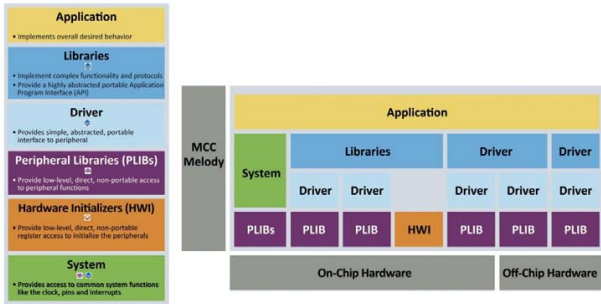 Application
• Implements overall desired behavior
Libraries
• Implement complex functionality and protocols
• Provide a highly abstracted portable Application
Program Interface (API)
Driver
• Provides simple, abstracted, portable
interface to peripheral
Peripheral Libraries (PLIBs)
• Provide low-level, direct, non-portable access
to peripheral functions
Hardware Initializers (HWI)
• Provide low-level, direct, non-portable
register access to initialize the peripherals
System
• Provides access to common system functions
like the clock, pins and interrupts
MCC
Melody
Application
System
Libraries
Driver
Driver
Driver
Driver
Driver
Driver
Driver
PLIBs
PLIB
PLIB
HWI
PLIB
PLIB
PLIB
On-Chip Hardware
Off-Chip Hardware